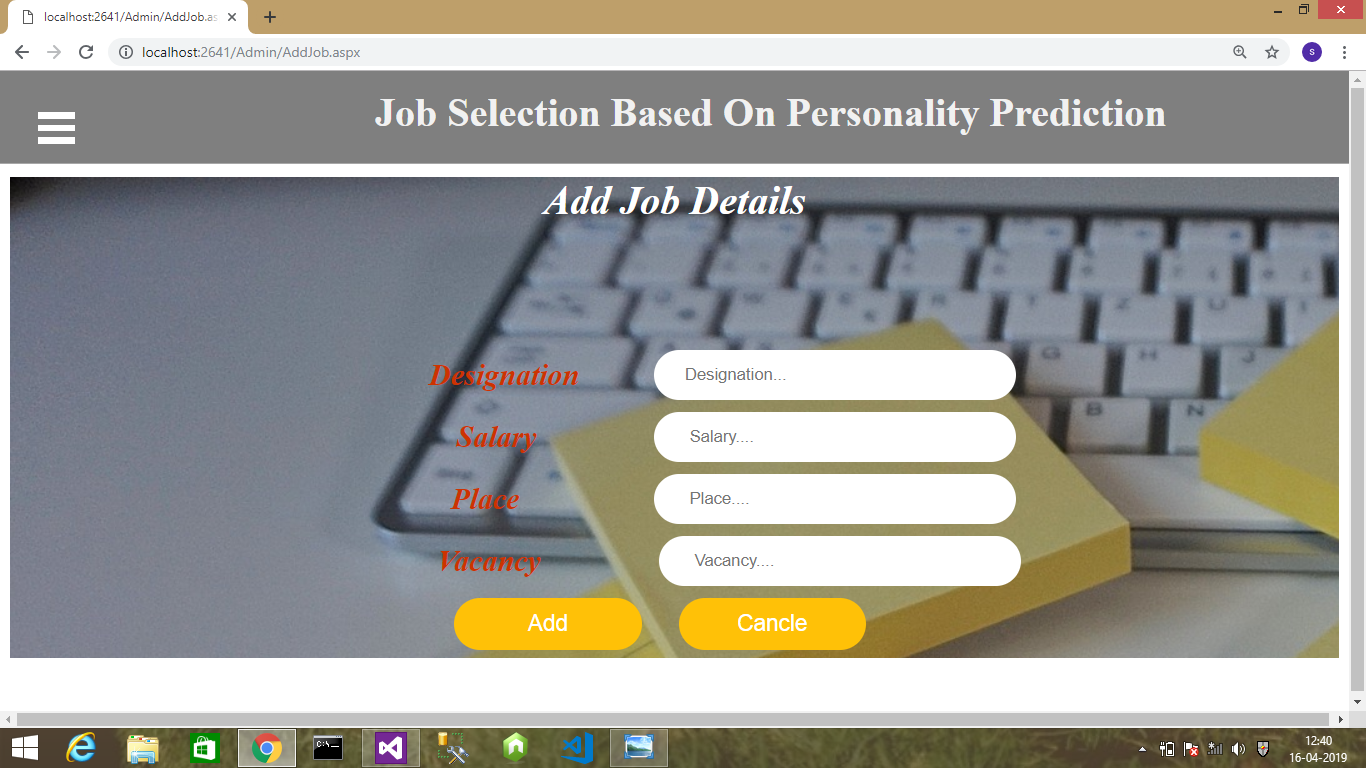 localhost:2641/Admin/AddJob.as
localhost:2641/Admin/AddJob.aspx
s
Job Selection Based On Personality Prediction
Add Job Details
Designation Designation...
Salary Salary....
Place Place....
Vacancy Vacancy....
Add Cancle
G H J
B N
C:\
12:40
16-04-2019